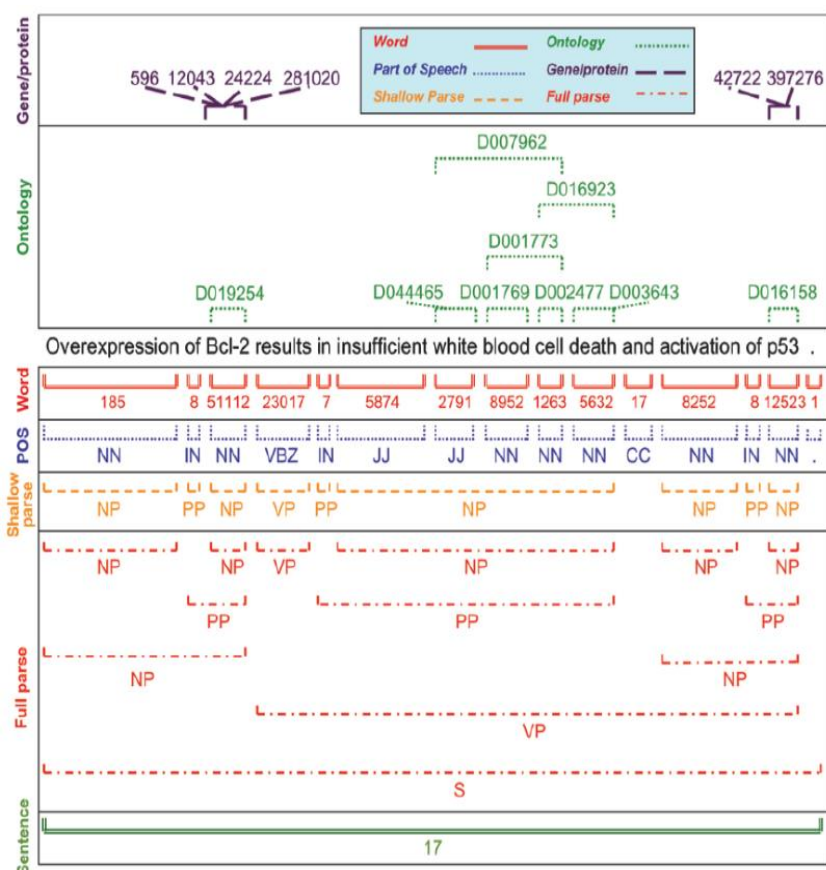 Gene/protein
596 12043 24224 281020
Word Ontology
Part of Speech Gene/protein
Shallow Parse Full parse
42722 397276
Ontology
D007962
D016923
D001773
D019254 D044465 D001769 D002477 D003643 D016158
Overexpression of Bcl-2 results in insufficient white blood cell death and activation of p53 .
Word
185 8 51112 23017 7 5874 2791 8952 1263 5632 17 8252 8 12523 1
POS
NN IN NN VBZ IN JJ JJ NN NN NN CC NN IN NN .
Shallow parse
NP PP NP VP PP NP NP PP NP
Full parse
NP NP VP NP NP NP
PP PP PP
NP NP
VP
S
Sentence
17